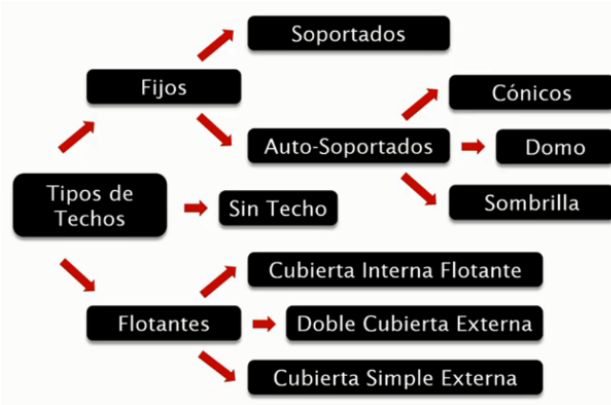 Soportados
Fijos
Cónicos
Auto-Soportados
Domo
Tipos de
Techos
Sin Techo
Sombrilla
Cubierta Interna Flotante
Flotantes
Doble Cubierta Externa
Cubierta Simple Externa